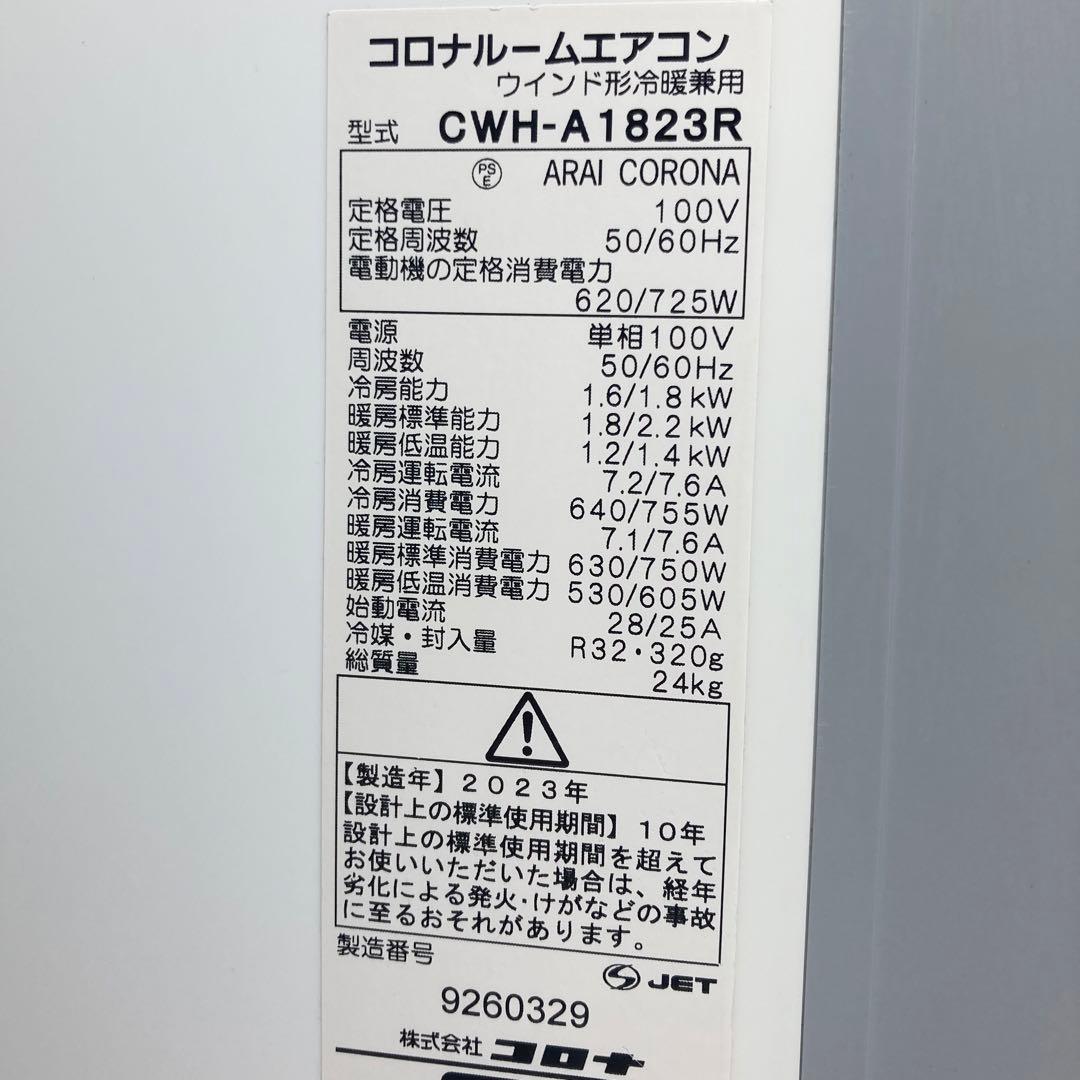 コロナルームエアコン
ウインド形冷暖兼用
型式 CWH-A1823R
PSE ARAI CORONA
定格電圧 100V
定格周波数 50/60Hz
電動機の定格消費電力
620/725W
電源 単相100V
周波数 50/60Hz
冷房能力 1.6/1.8kW
暖房標準能力 1.8/2.2kW
暖房低温能力 1.2/1.4kW
冷房運転電流 7.2/7.6A
冷房消費電力 640/755W
暖房運転電流 7.1/7.6A
暖房標準消費電力 630/750W
暖房低温消費電力 530/605W
始動電流 28/25A
冷媒・封入量 R32・320g
総質量 24kg
【製造年】2023年
【設計上の標準使用期間】10年
設計上の標準使用期間を超えて
お使いいただいた場合は、経年
劣化による発火・けがなどの事故
に至るおそれがあります。
製造番号
JET
9260329
株式会社 コロナ